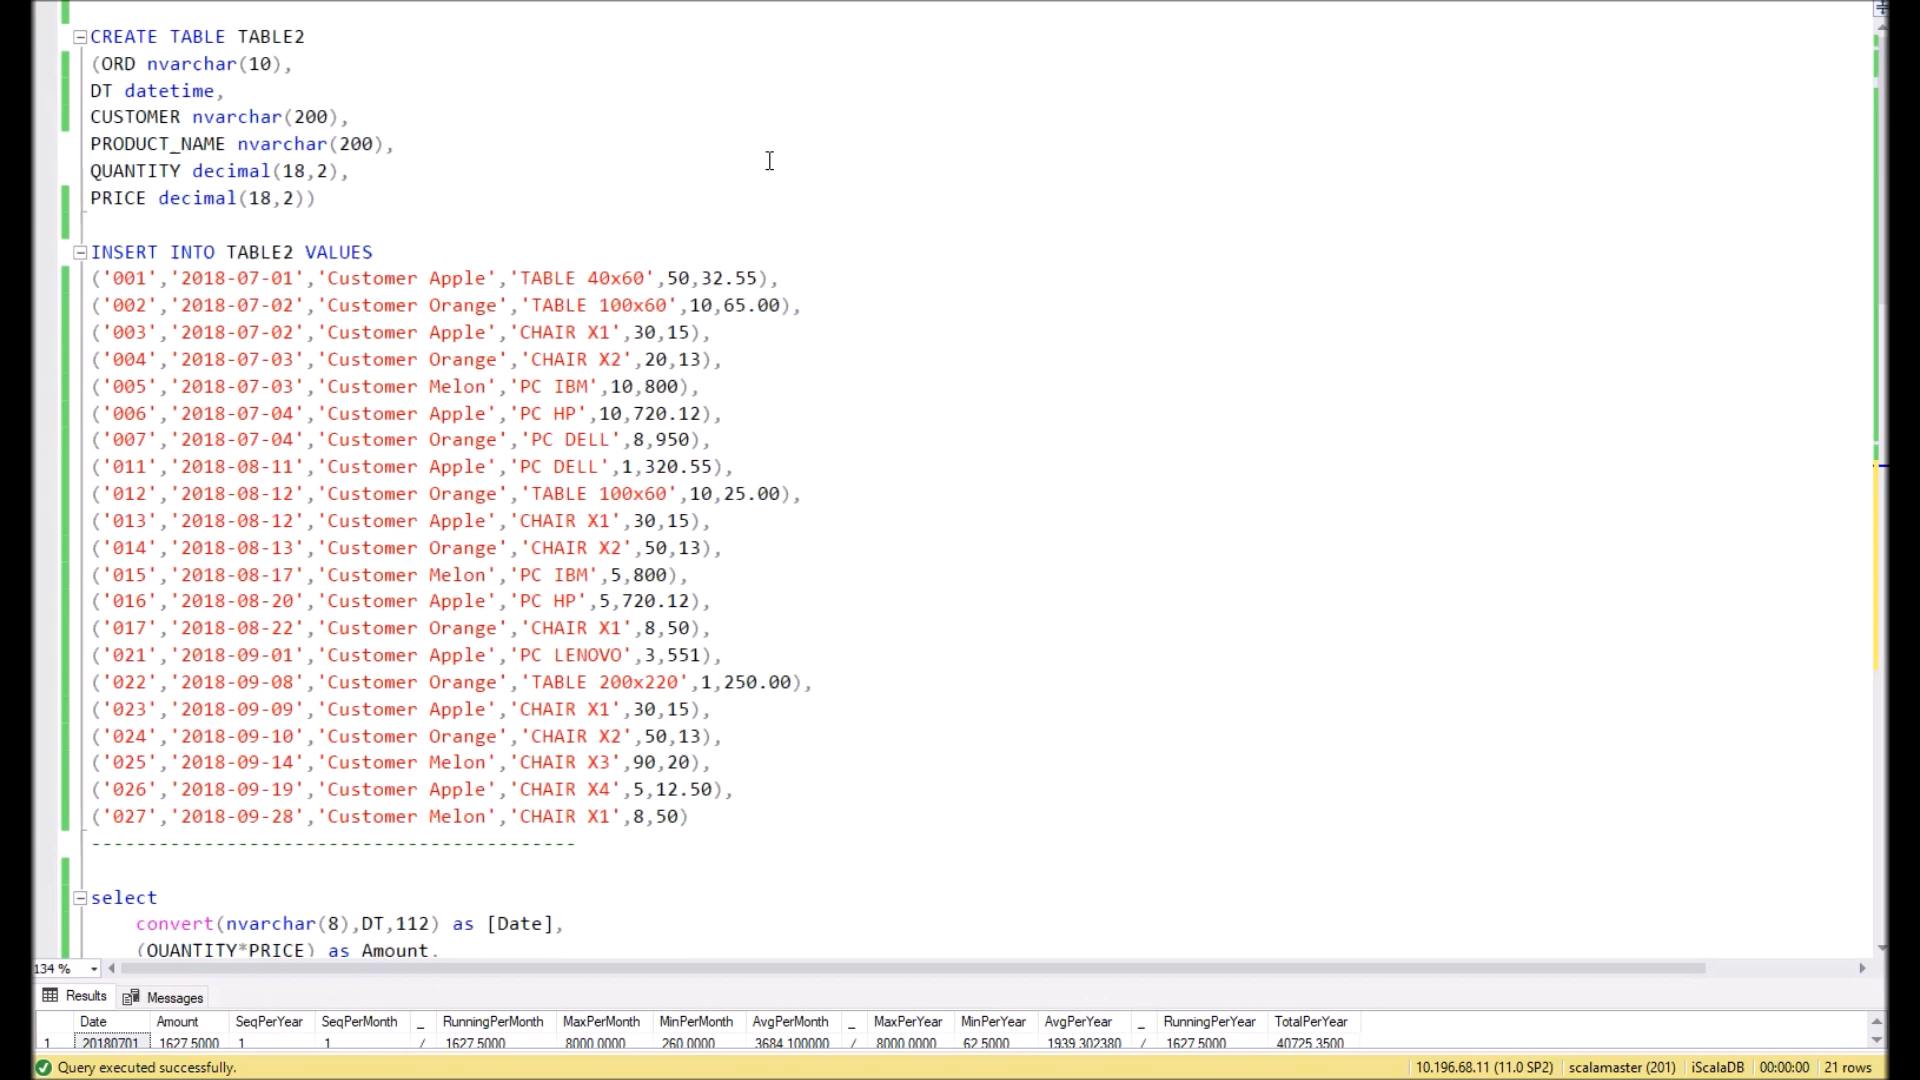 CREATE TABLE TABLE2
(ORD nvarchar(10),
DT datetime,
CUSTOMER nvarchar(200),
PRODUCT_NAME nvarchar(200),
QUANTITY decimal(18,2),
PRICE decimal(18,2))
INSERT INTO TABLE2 VALUES
('001','2018-07-01','Customer Apple','TABLE 40x60',50,32.55),
('002','2018-07-02','Customer Orange','TABLE 100x60',10,65.00),
('003','2018-07-02','Customer Apple','CHAIR X1',30,15),
('004','2018-07-03','Customer Orange','CHAIR X2',20,13),
('005','2018-07-03','Customer Melon','PC IBM',10,800),
('006','2018-07-04','Customer Apple','PC HP',10,720.12),
('007','2018-07-04','Customer Orange','PC DELL',8,950),
('011','2018-08-11','Customer Apple','PC DELL',1,320.55),
('012','2018-08-12','Customer Orange','TABLE 100x60',10,25.00),
('013','2018-08-12','Customer Apple','CHAIR X1',30,15),
('014','2018-08-13','Customer Orange','CHAIR X2',50,13),
('015','2018-08-17','Customer Melon','PC IBM',5,800),
('016','2018-08-20','Customer Apple','PC HP',5,720.12),
('017','2018-08-22','Customer Orange','CHAIR X1',8,50),
('021','2018-09-01','Customer Apple','PC LENOVO',3,551),
('022','2018-09-08','Customer Orange','TABLE 200x220',1,250.00),
('023','2018-09-09','Customer Apple','CHAIR X1',30,15),
('024','2018-09-10','Customer Orange','CHAIR X2',50,13),
('025','2018-09-14','Customer Melon','CHAIR X3',90,20),
('026','2018-09-19','Customer Apple','CHAIR X4',5,12.50),
('027','2018-09-28','Customer Melon','CHAIR X1',8,50)
-------------------------------------------
select
convert(nvarchar(8),DT,112) as [Date],
(QUANTITY*PRICE) as Amount,
134 %
Results Messages
Date Amount SeqPerYear SeqPerMonth _ RunningPerMonth MaxPerMonth MinPerMonth AvgPerMonth _ MaxPerYear MinPerYear AvgPerYear _ RunningPerYear TotalPerYear
1 20180701 1627.5000 1 1 / 1627.5000 8000.0000 260.0000 3684.100000 / 8000.0000 62.5000 1939.302380 / 1627.5000 40725.3500
Query executed successfully. 10.196.68.11 (11.0 SP2) scalamaster (201) iScalaDB 00:00:00 21 rows